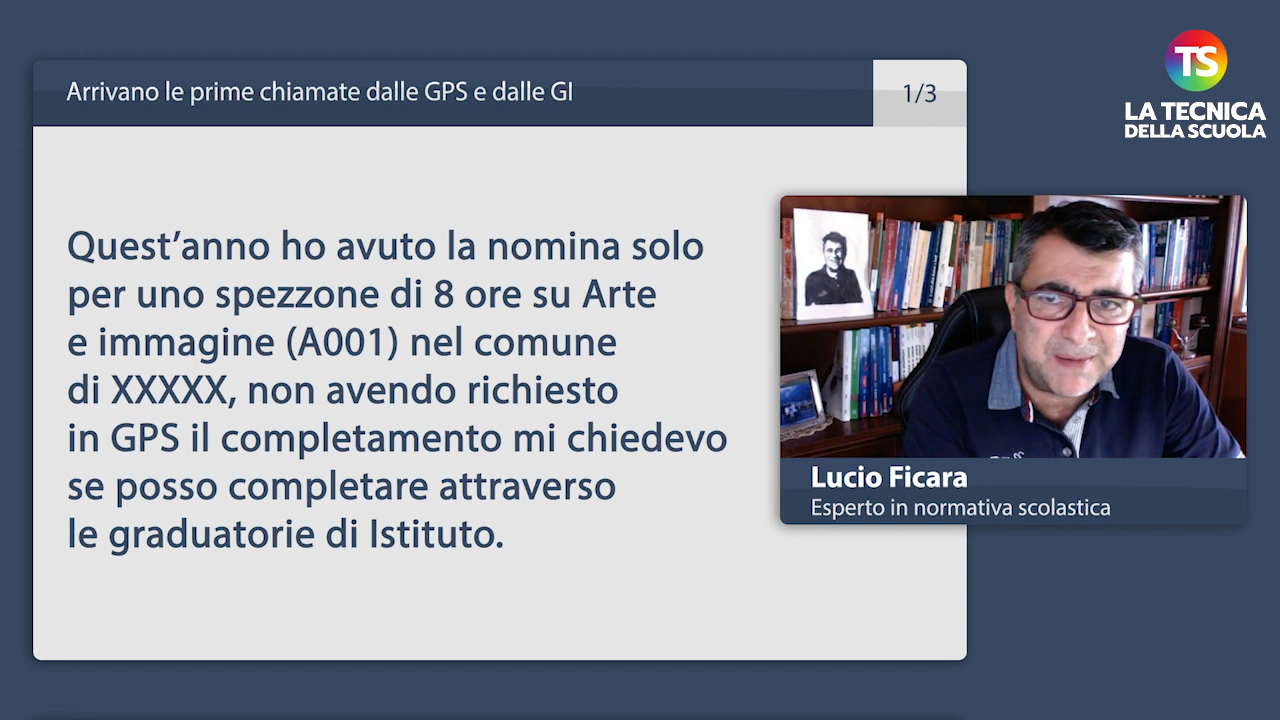 Arrivano le prime chiamate dalle GPS e dalle GI
1/3
TS
LA TECNICA
DELLA SCUOLA
Quest’anno ho avuto la nomina solo
per uno spezzone di 8 ore su Arte
e immagine (A001) nel comune
di XXXXX, non avendo richiesto
in GPS il completamento mi chiedevo
se posso completare attraverso
le graduatorie di Istituto.
Lucio Ficara
Esperto in normativa scolastica